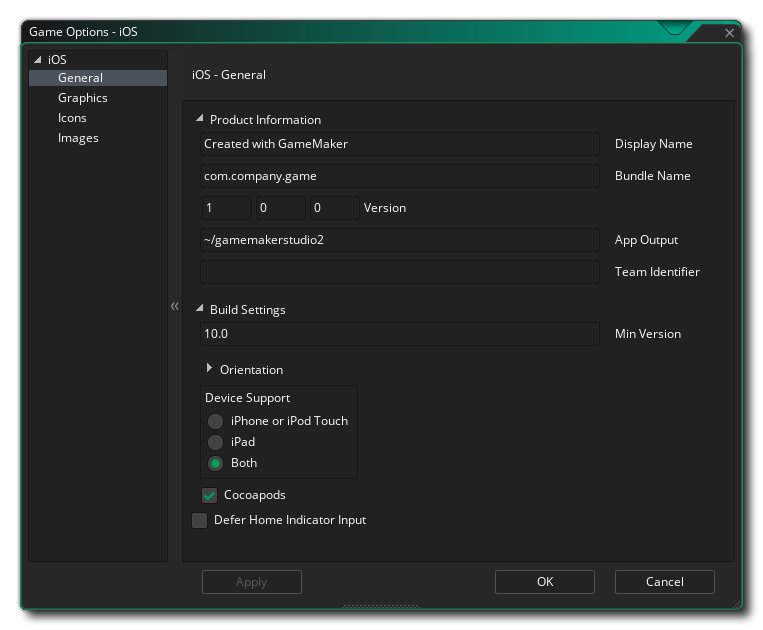 Game Options - iOS
iOS
General
Graphics
Icons
Images
iOS - General
Product Information
Created with GameMaker Display Name
com.company.game Bundle Name
1 0 0 Version
~/gamemakerstudio2 App Output
Team Identifier
Build Settings
10.0 Min Version
Orientation
Device Support
iPhone or iPod Touch
iPad
Both
Cocoapods
Defer Home Indicator Input
Apply OK Cancel